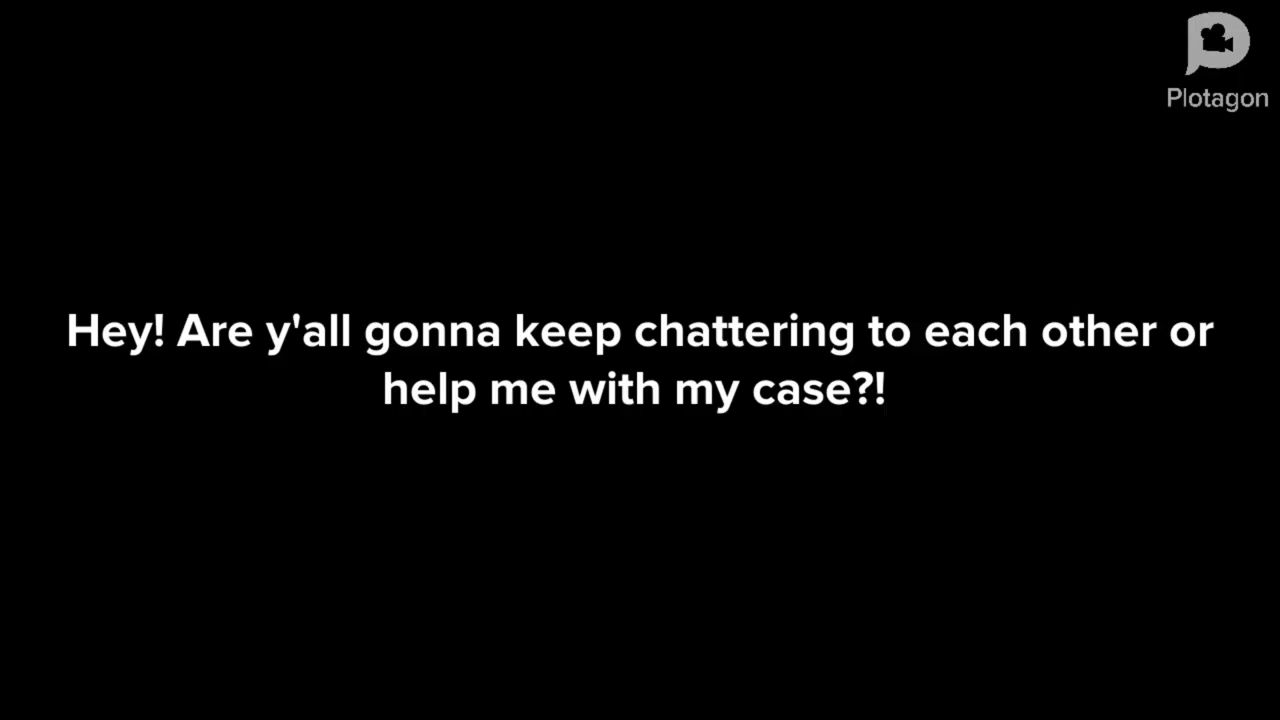 Plotagon
Hey! Are y'all gonna keep chattering to each other or
help me with my case?!